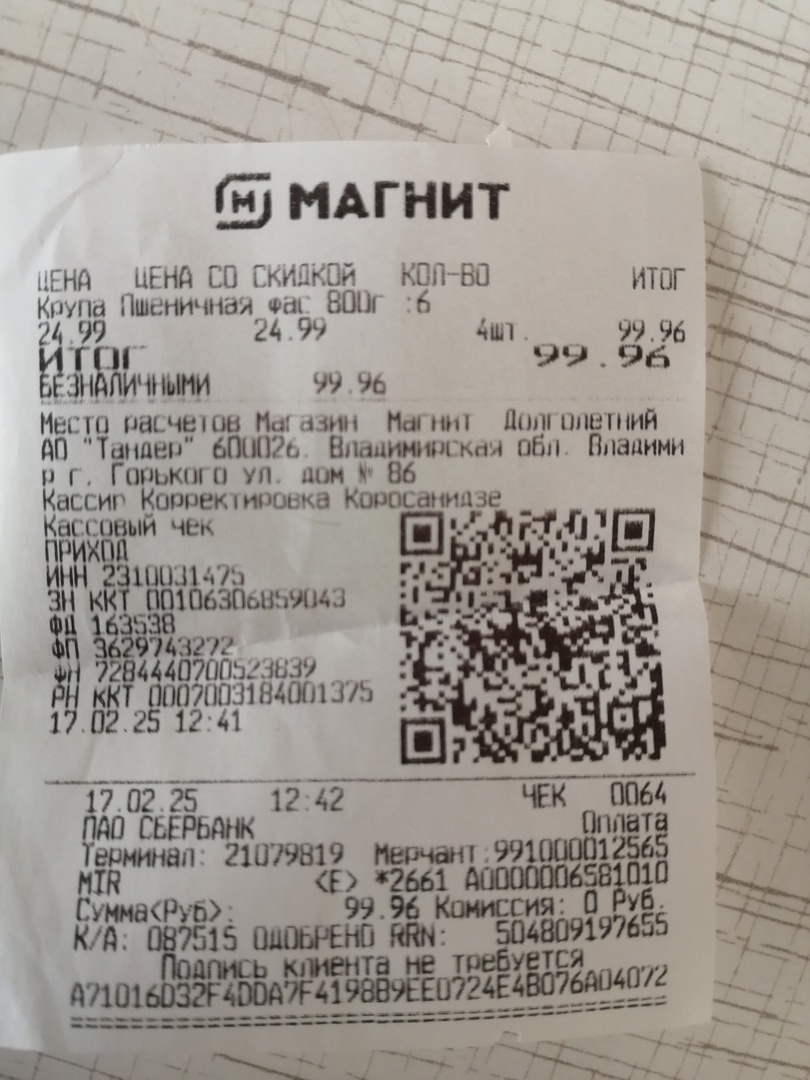 МАГНИТ
ЦЕНА ЦЕНА СО СКИДКОЙ КОЛ-ВО ИТОГ
Крупа Пшеничная фас 800г :6
24.99 24.99 4шт. 99.96
ИТОГ 99.96
БЕЗНАЛИЧНЫМИ 99.96
Место расчетов Магазин Магнит Долголетний
АО "Тандер" 600026. Владимирская обл. Владими
р г. Горького ул. дом № 86
Кассир Корректировка Коросанидзе
Кассовый чек
ПРИХОД
ИНН 2310031475
ЗН ККТ 00106306859043
ФД 163538
ФП 3629743272
ФН 7284440700523839
РН ККТ 0007003184001375
17.02.25 12:41
17.02.25 12:42 ЧЕК 0064
ПАО СБЕРБАНК Оплата
Терминал: 21079819 Мерчант:991000012565
MIR <E> *2661 A0000006581010
Сумма<Руб>: 99.96 Комиссия: 0 Руб.
К/А: 087515 ОДОБРЕНО RRN: 504809197655
Подпись клиента не требуется
A71016D32F4DDA7F4198B9EE0724E4B076A04072